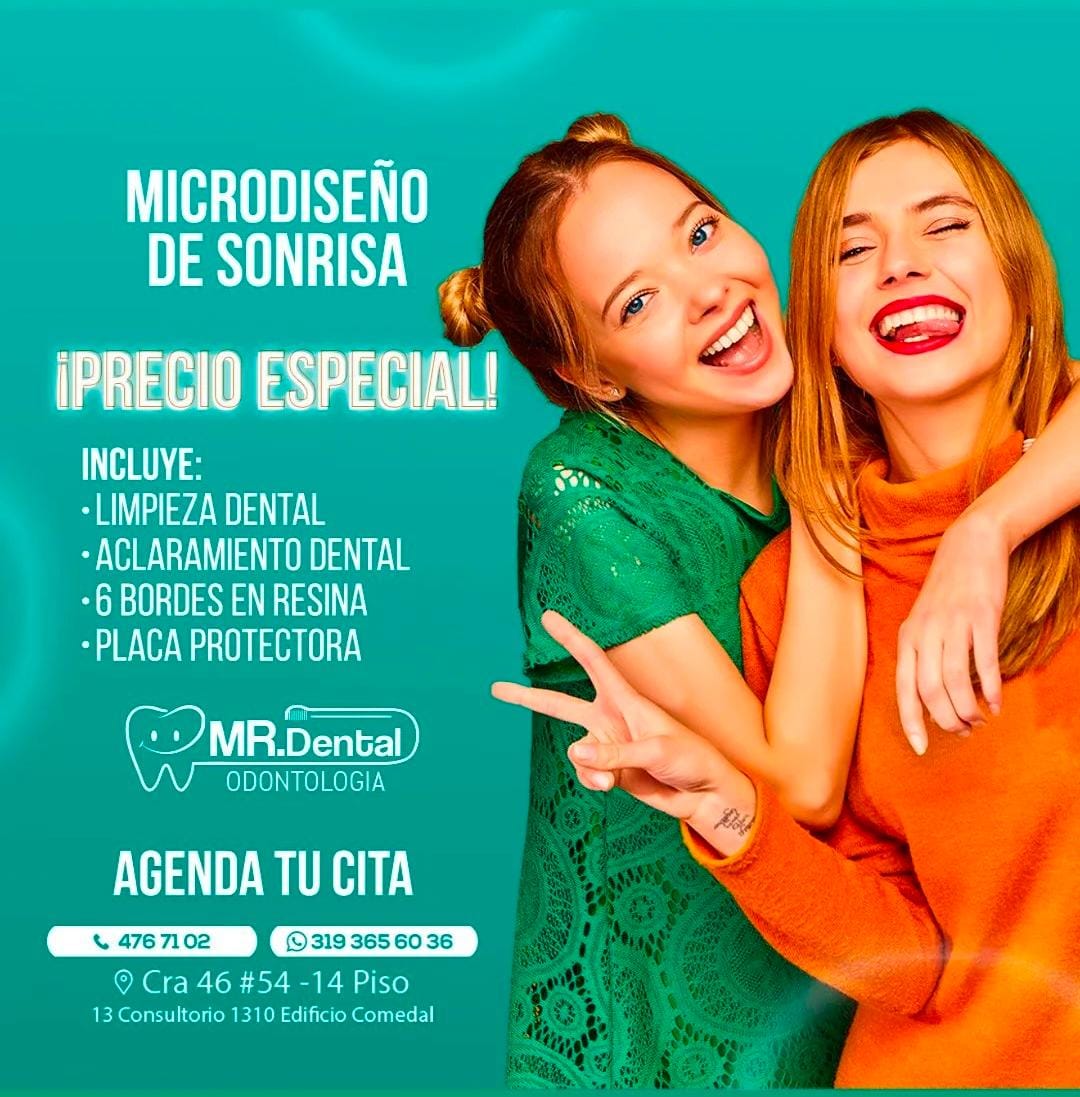 MICRODISEÑO
DE SONRISA
¡PRECIO ESPECIAL!
INCLUYE:
· LIMPIEZA DENTAL
· ACLARAMIENTO DENTAL
· 6 BORDES EN RESINA
· PLACA PROTECTORA
MR.Dental
ODONTOLOGIA
AGENDA TU CITA
476 71 02
319 365 60 36
Cra 46 #54 -14 Piso
13 Consultorio 1310 Edificio Comedal